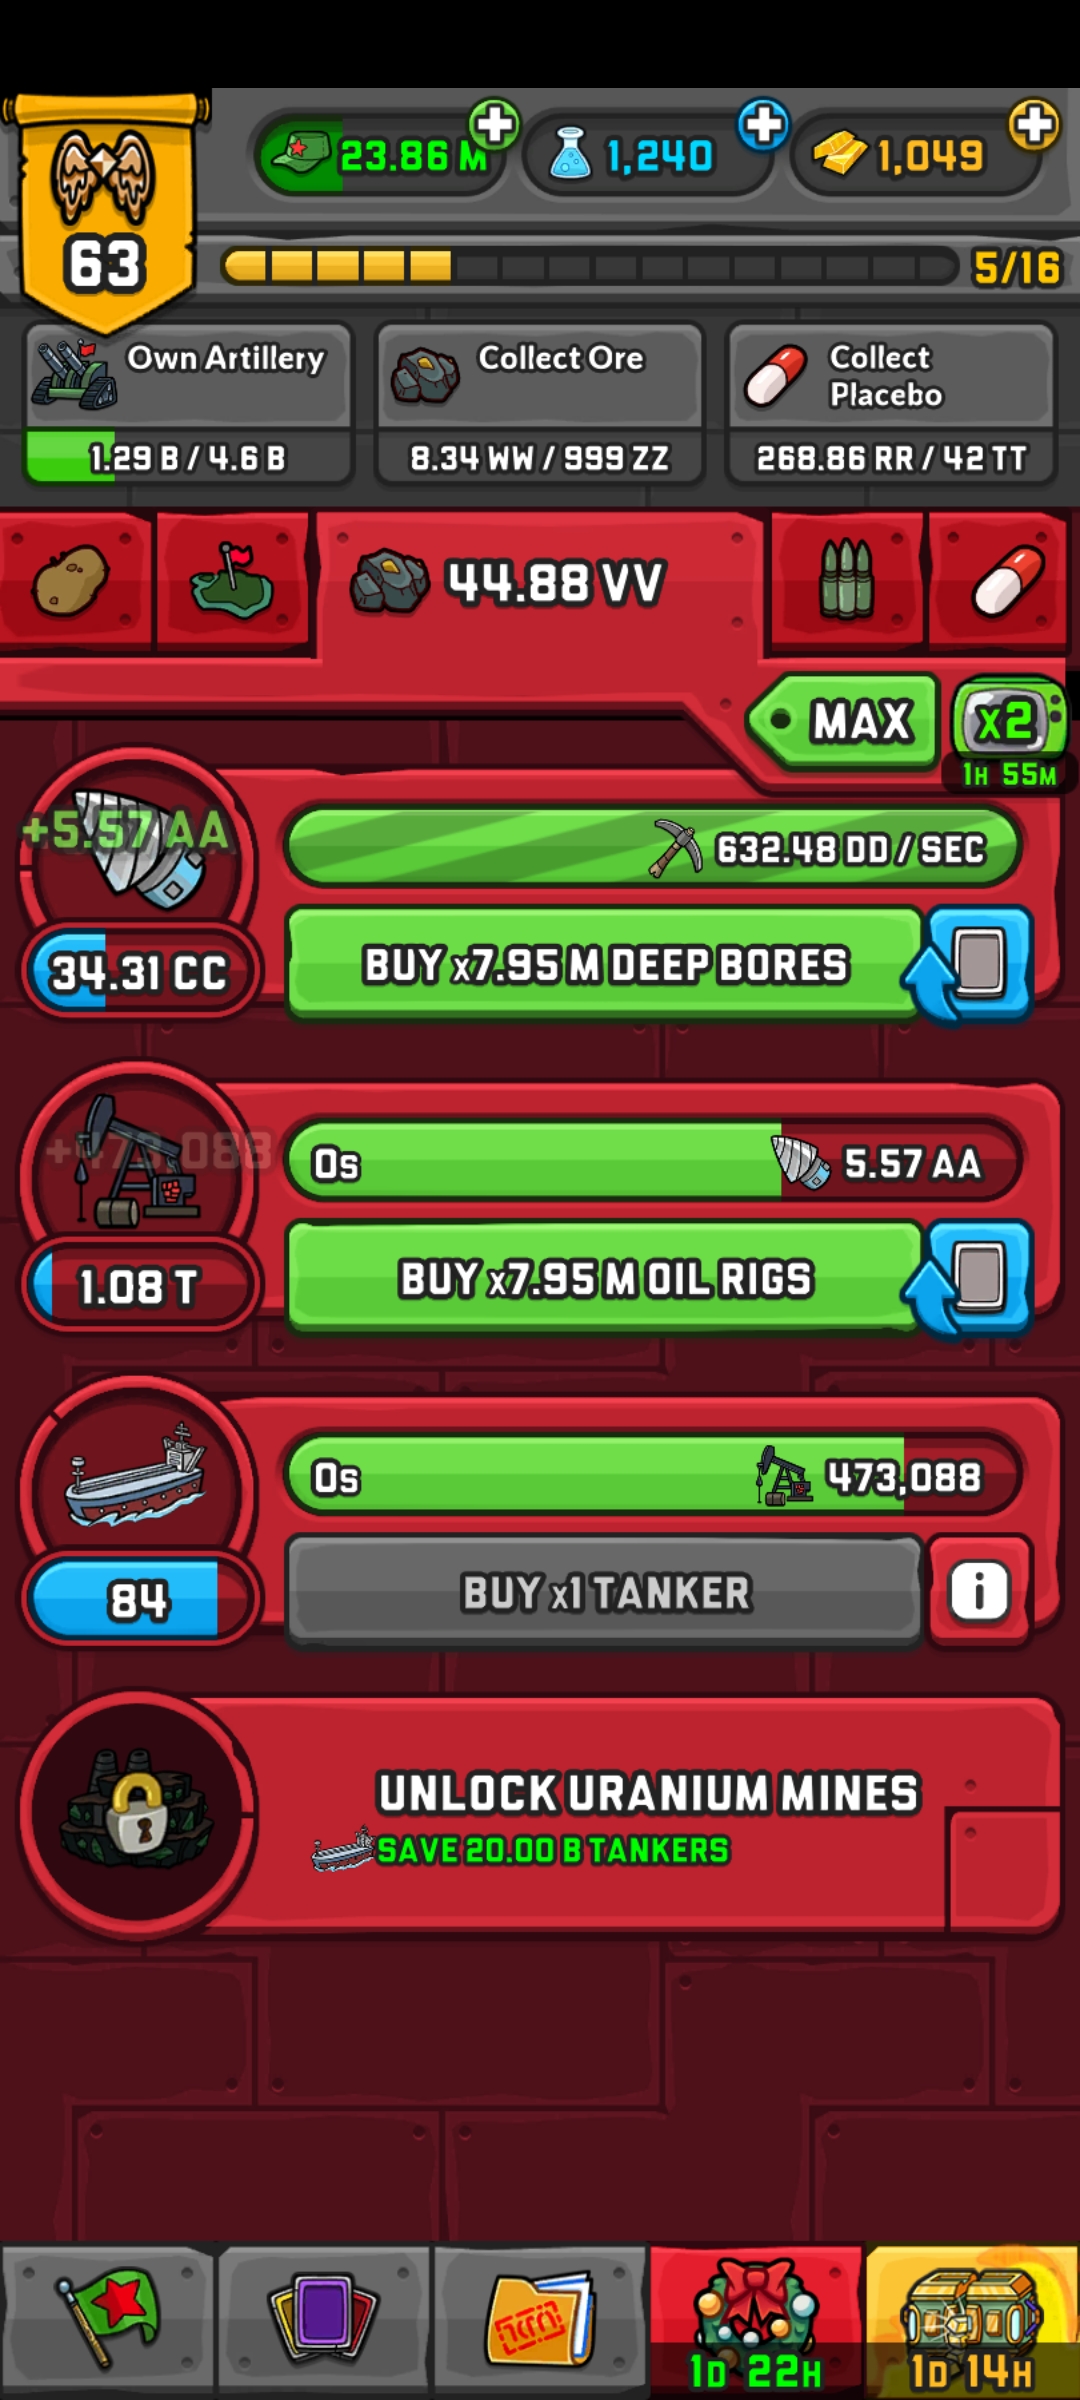 63
23.86 M
1,240
1,049
5/16
Own Artillery
1.29 B / 4.6 B
Collect Ore
8.34 WW / 999 ZZ
Collect
Placebo
268.86 RR / 42 TT
44.88 VV
MAX
x2
1H 55M
+5.57 AA
632.48 DD / SEC
34.31 CC
BUY x7.95 M DEEP BORES
+473,088
0s
5.57 AA
1.08 T
BUY x7.95 M OIL RIGS
0s
473,088
84
BUY x1 TANKER
i
UNLOCK URANIUM MINES
SAVE 20.00 B TANKERS
1D 22H
1D 14H